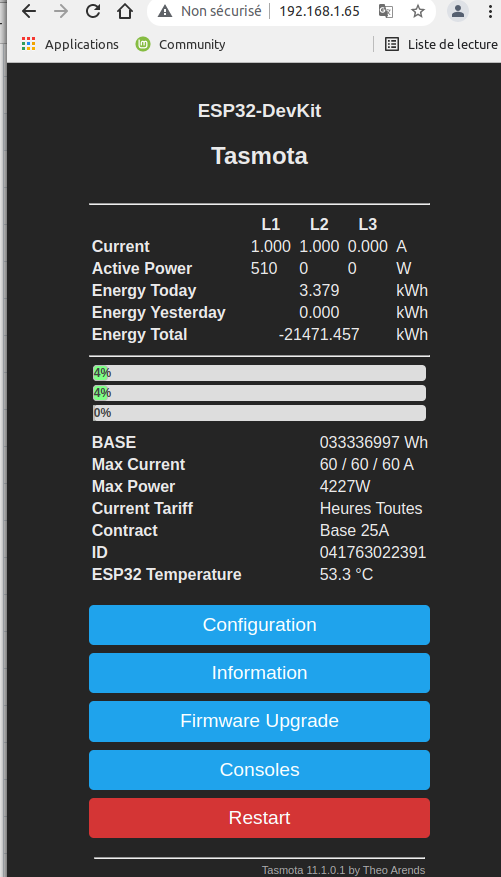 Non sécurisé 192.168.1.65
Applications Community Liste de lecture
ESP32-DevKit
Tasmota
L1 L2 L3
Current 1.000 1.000 0.000 A
Active Power 510 0 0 W
Energy Today 3.379 kWh
Energy Yesterday 0.000 kWh
Energy Total -21471.457 kWh
4%
4%
0%
BASE 033336997 Wh
Max Current 60 / 60 / 60 A
Max Power 4227W
Current Tariff Heures Toutes
Contract Base 25A
ID 041763022391
ESP32 Temperature 53.3 °C
Configuration
Information
Firmware Upgrade
Consoles
Restart
Tasmota 11.1.0.1 by Theo Arends